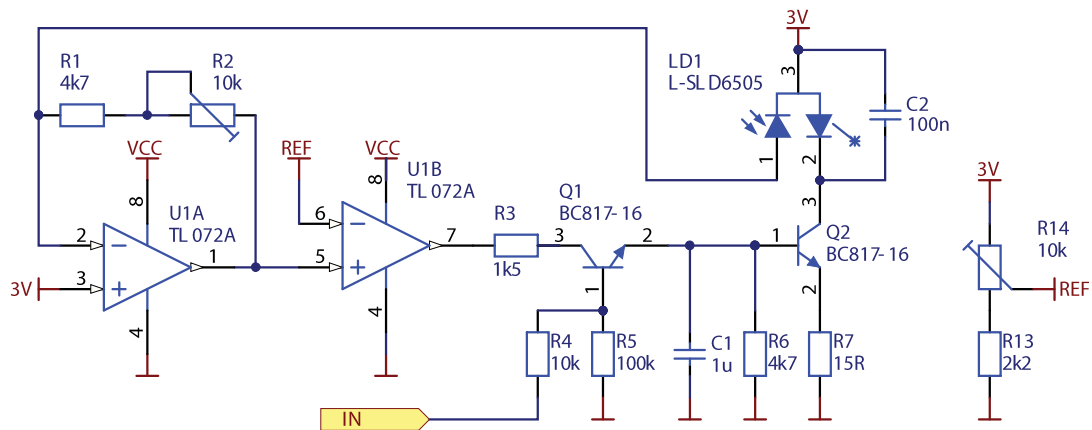 R1
4k7
R2
10k
VCC
8
U1A
TL 072A
2
1
3
3V
4
REF
VCC
8
U1B
TL 072A
6
7
5
4
R3
1k5
Q1
BC817-16
3
2
1
R4
10k
R5
100k
IN
C1
1u
R6
4k7
3V
LD1
L-SLD6505
3
1
2
C2
100n
3
1
Q2
BC817-16
2
R7
15R
3V
R14
10k
REF
R13
2k2